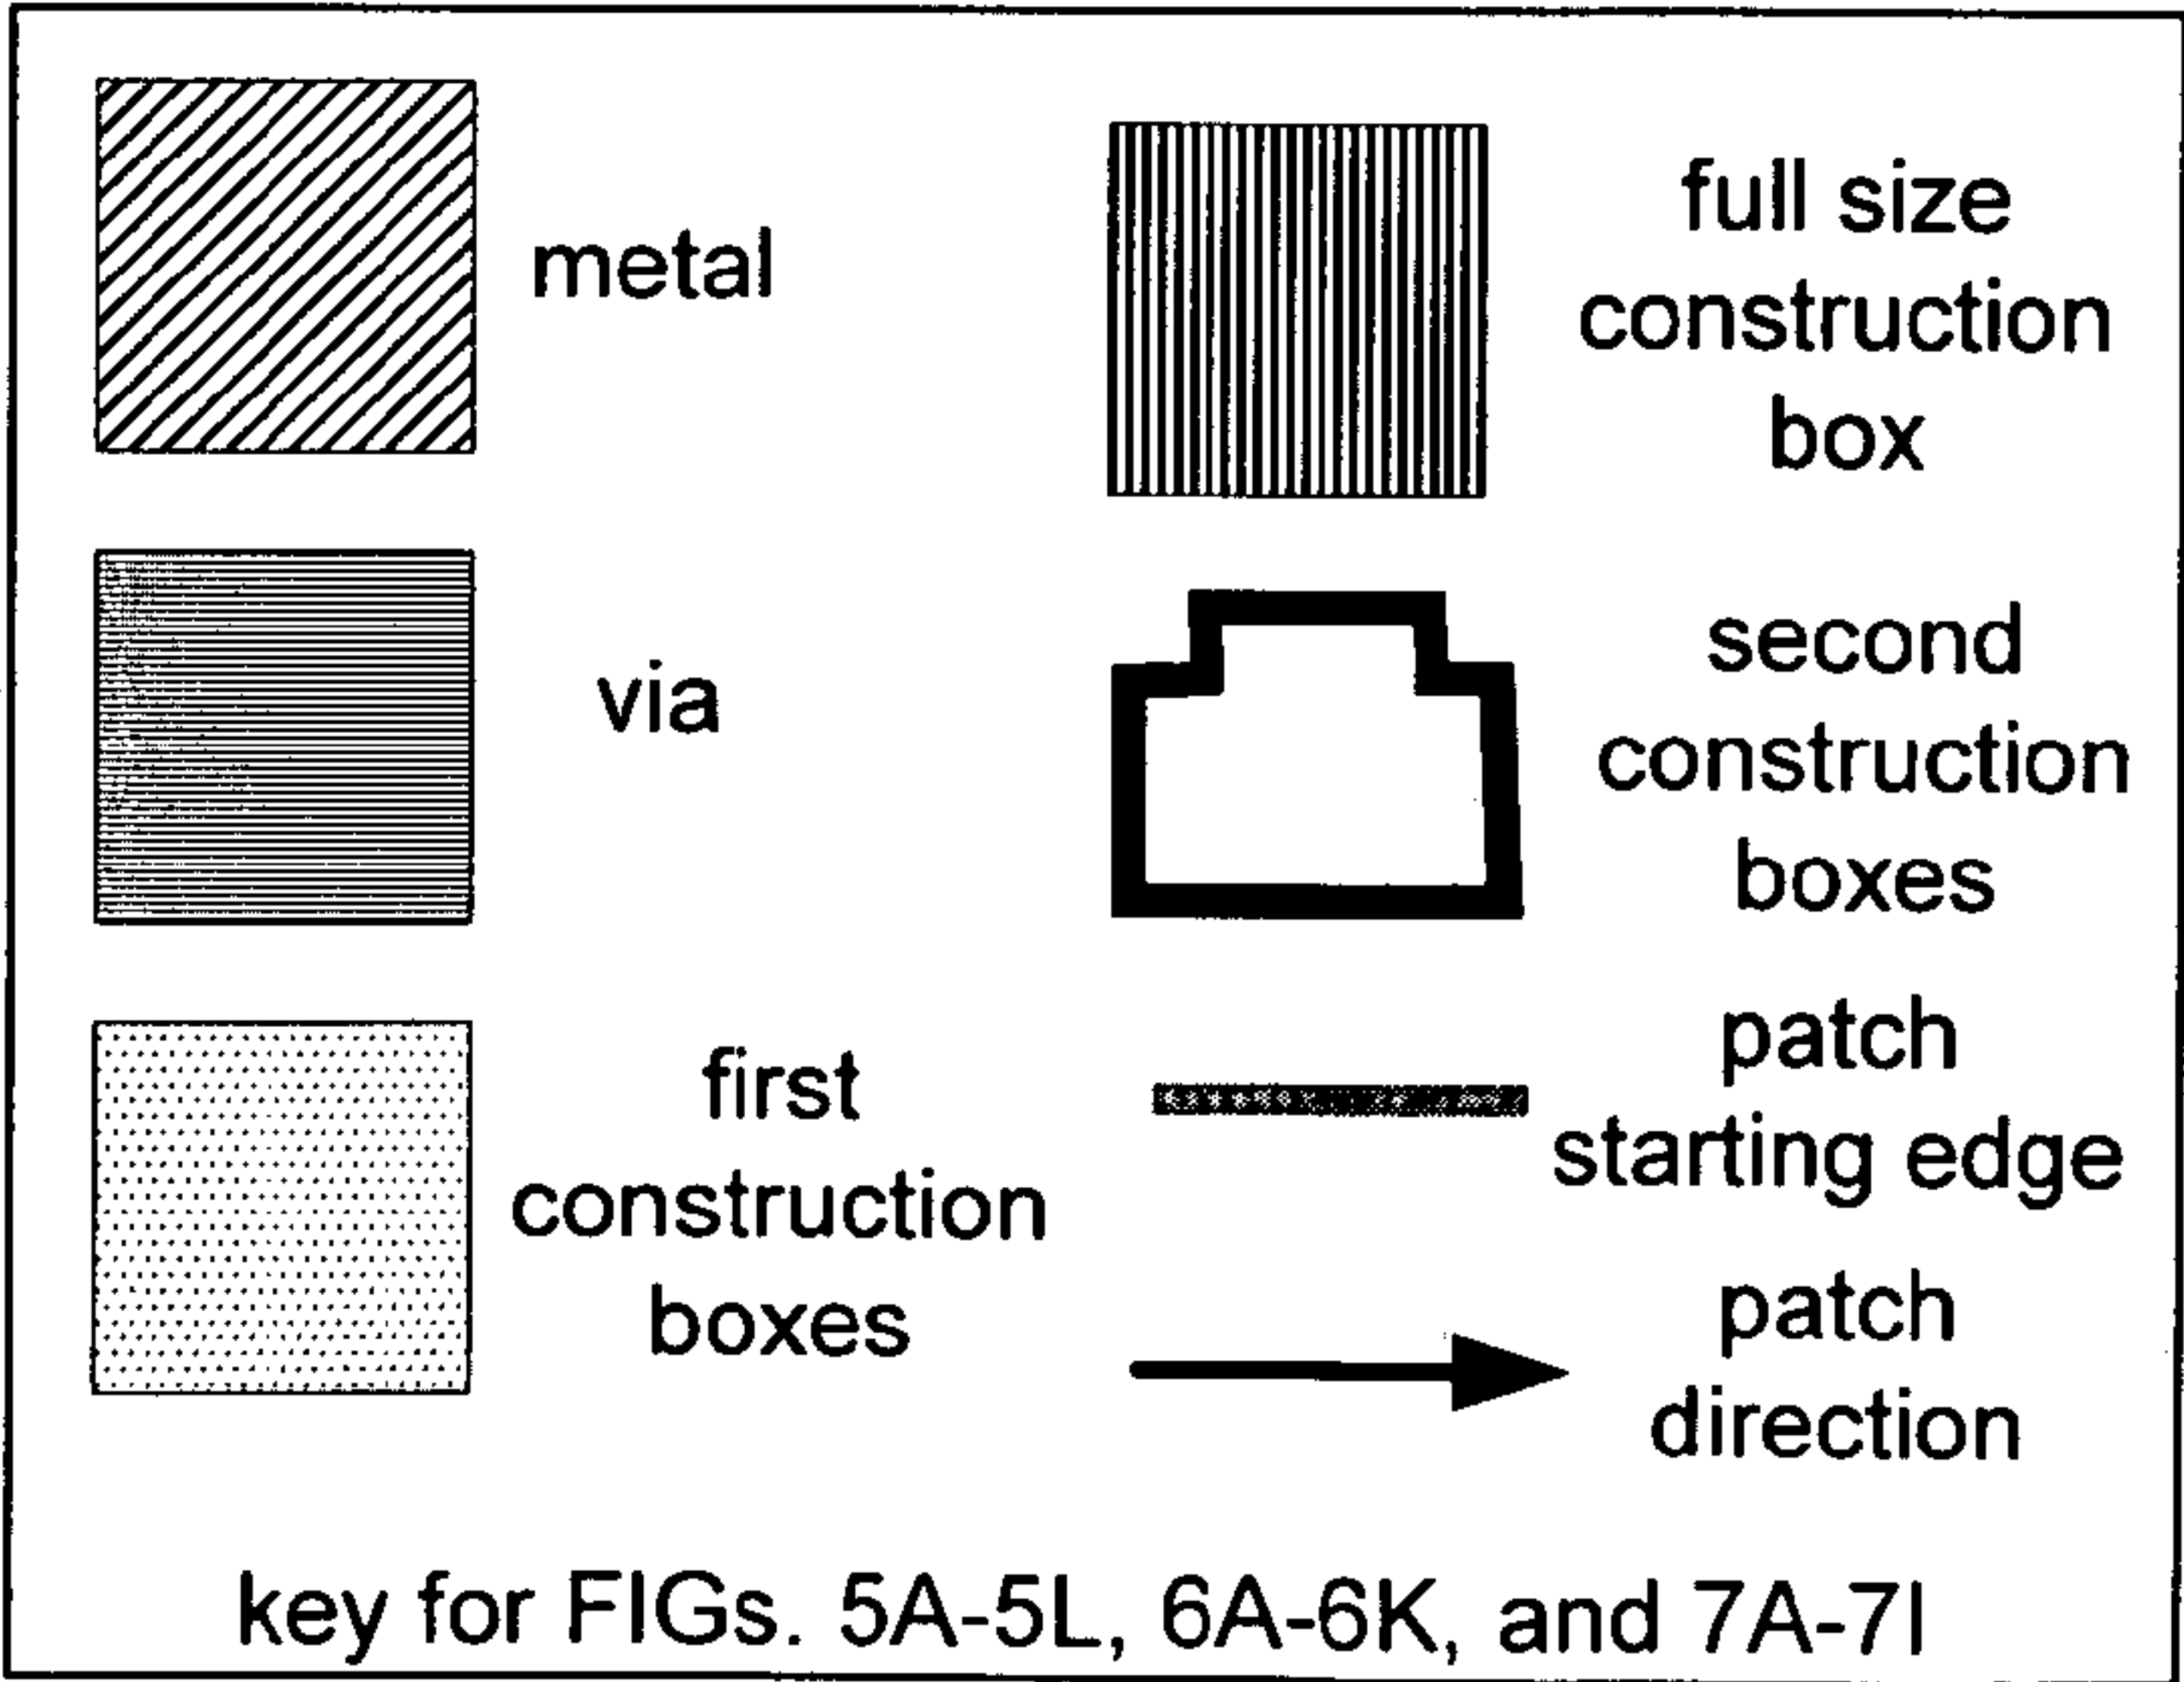 metal
full size
construction
box
via
second
construction
boxes
first
construction
boxes
patch
starting edge
patch
direction
key for FIGs. 5A-5L, 6A-6K, and 7A-7I